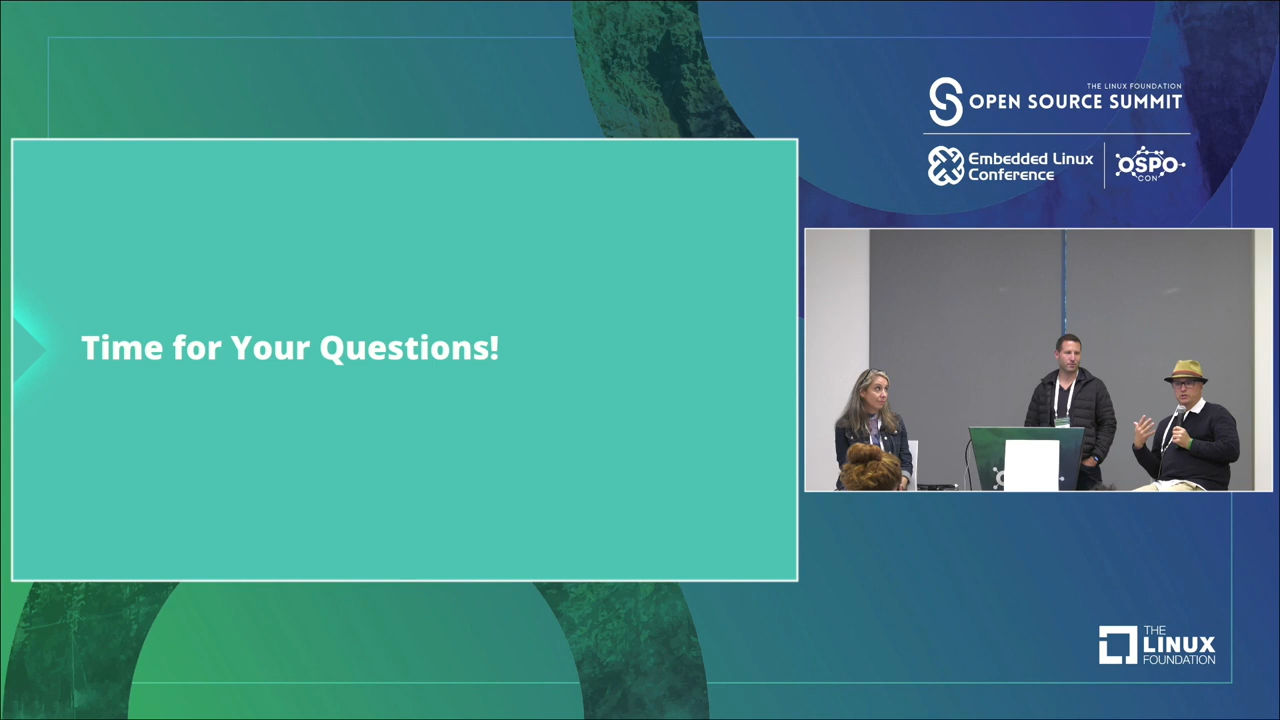 THE LINUX FOUNDATION
OPEN SOURCE SUMMIT
Embedded Linux
Conference
OSPO
CON
Time for Your Questions!
THE
LINUX
FOUNDATION